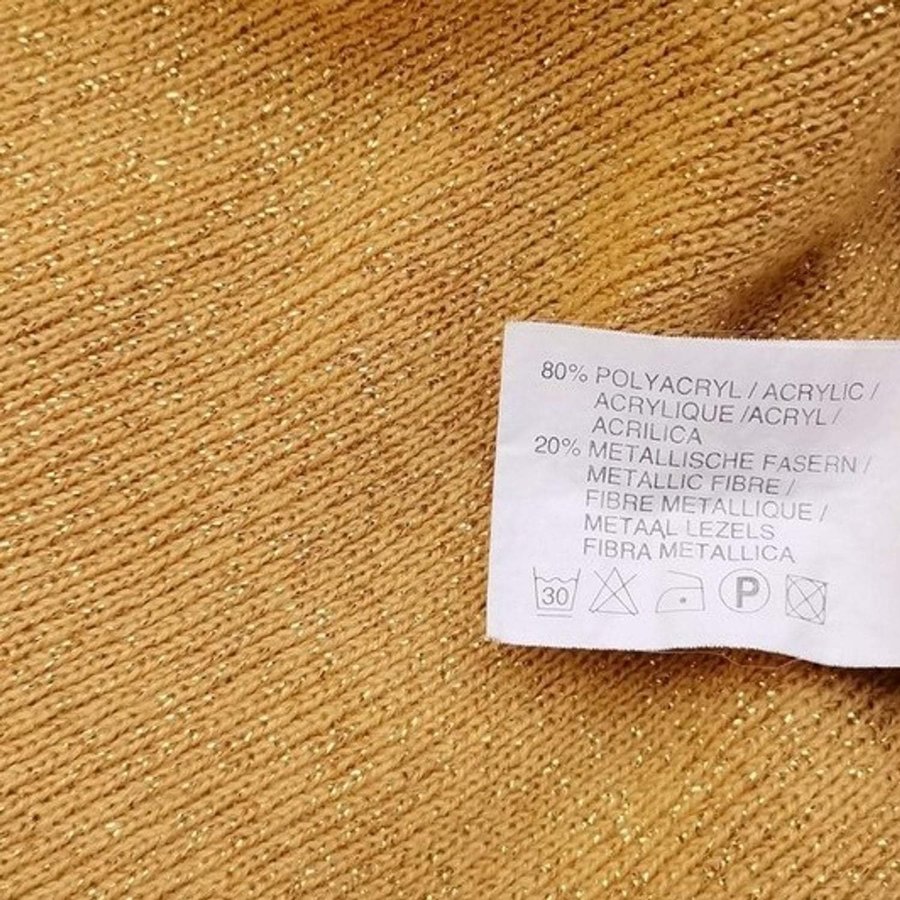 80% POLYACRYL / ACRYLIC /
ACRYLIQUE /ACRYL /
ACRILICA
20% METALLISCHE FASERN /
METALLIC FIBRE /
FIBRE METALLIQUE /
METAAL LEZELS
FIBRA METALLICA
30 P